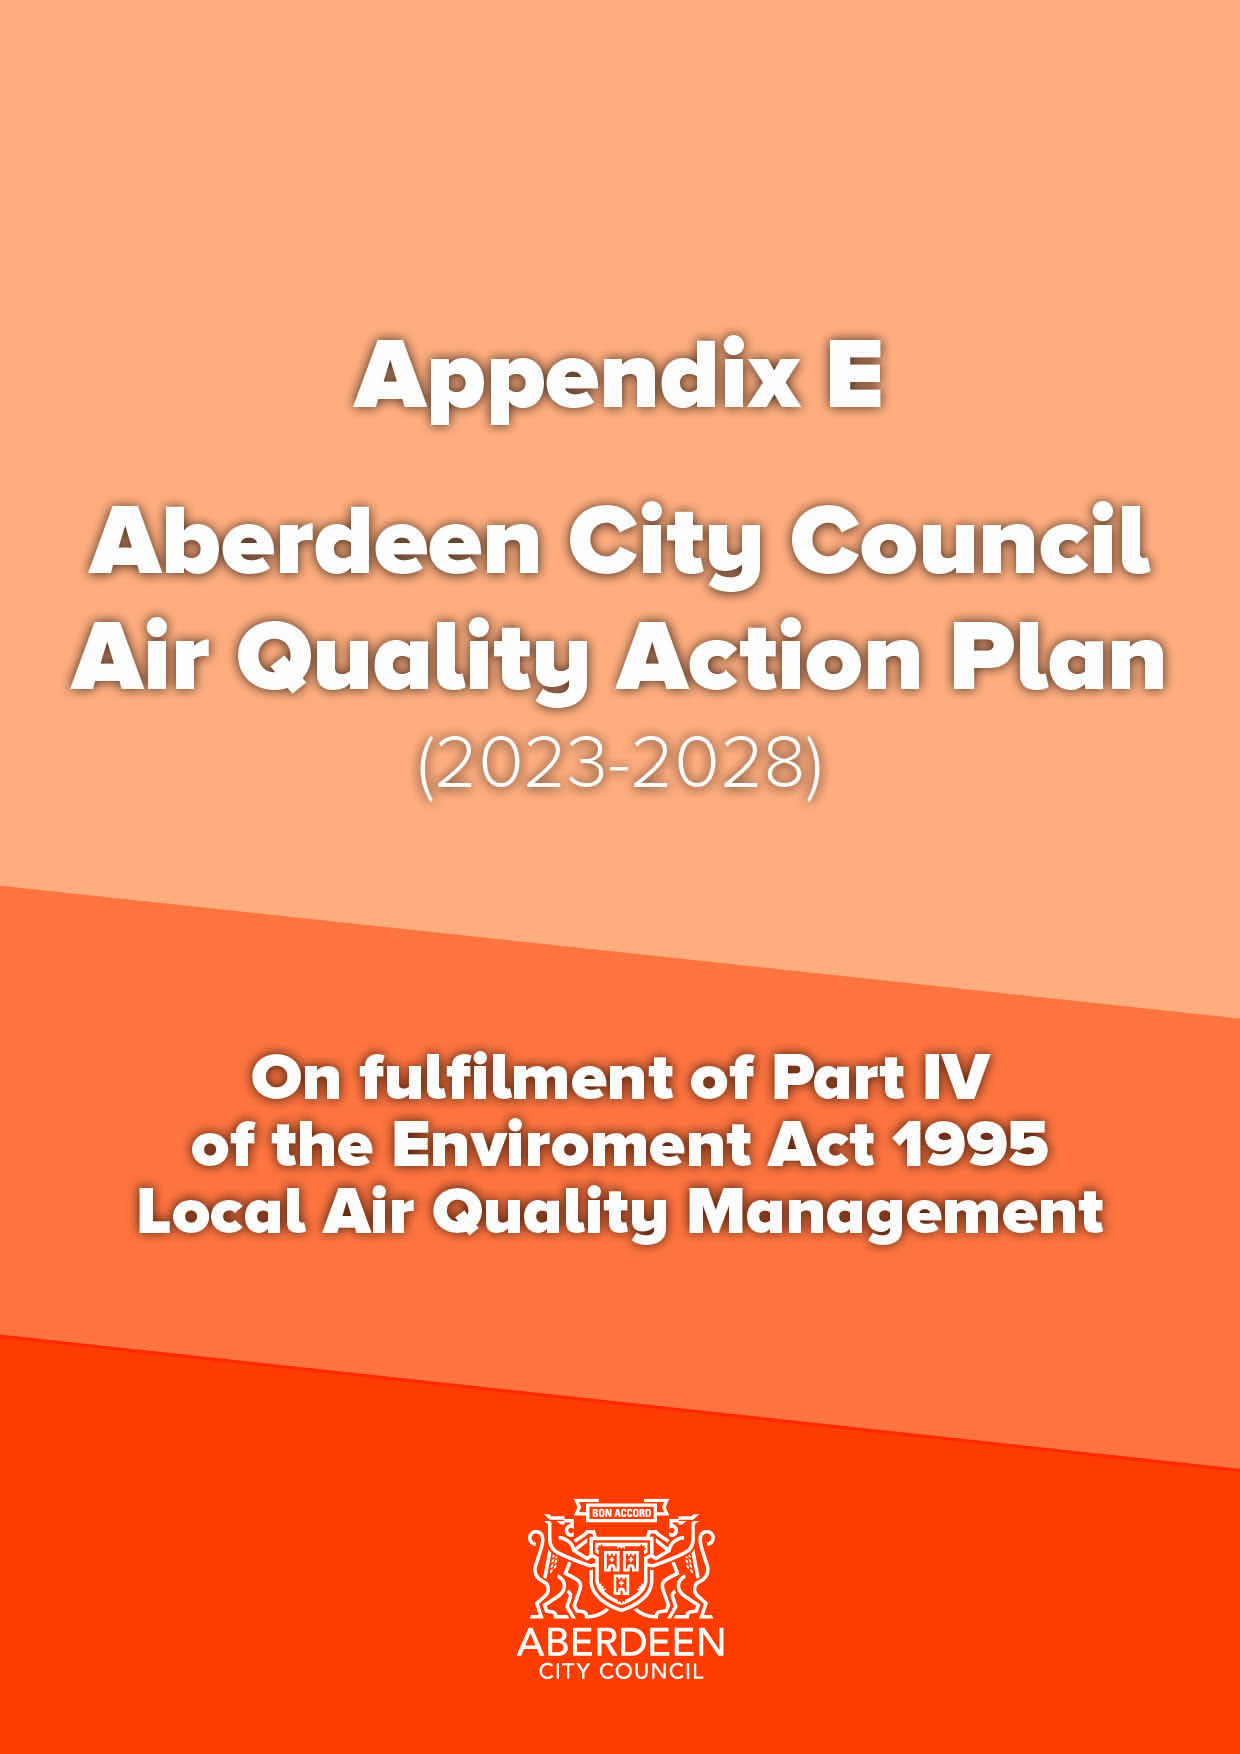 Appendix E
Aberdeen City Council
Air Quality Action Plan
(2023-2028)
On fulfilment of Part IV
of the Enviroment Act 1995
Local Air Quality Management
BON ACCORD
ABERDEEN
CITY COUNCIL